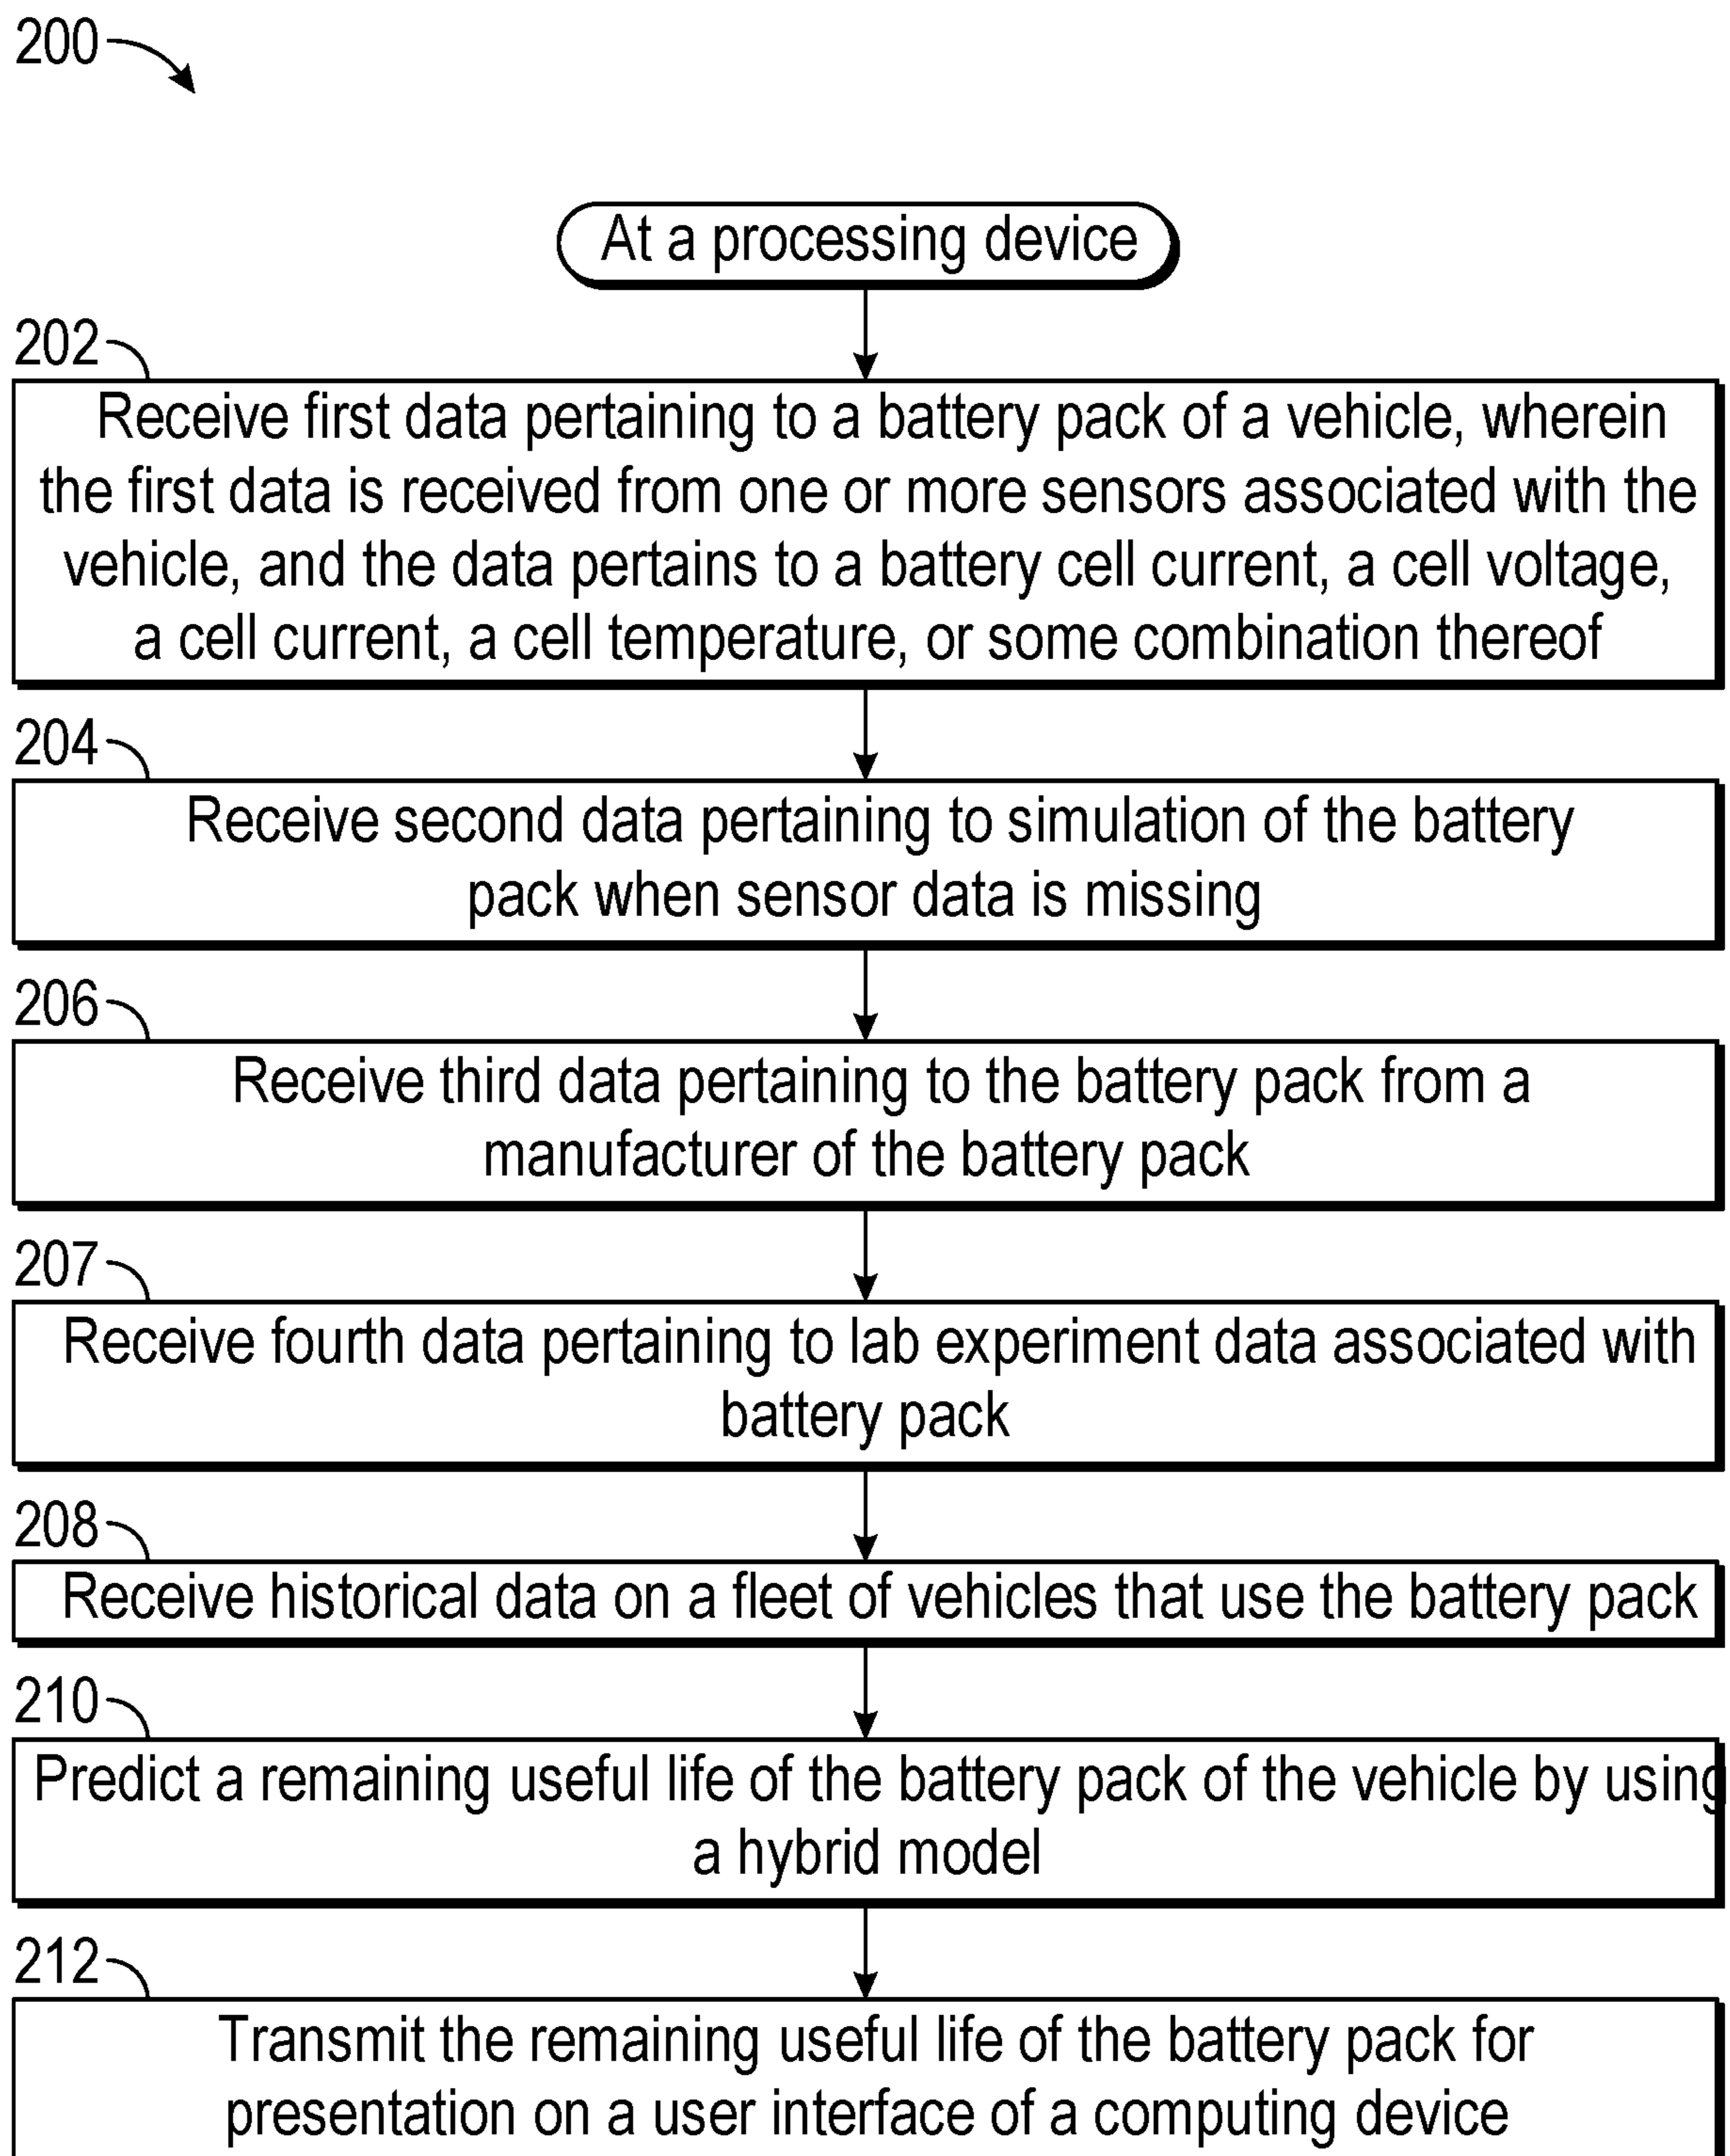 200
At a processing device
202
Receive first data pertaining to a battery pack of a vehicle, wherein
the first data is received from one or more sensors associated with the
vehicle, and the data pertains to a battery cell current, a cell voltage,
a cell current, a cell temperature, or some combination thereof
204
Receive second data pertaining to simulation of the battery
pack when sensor data is missing
206
Receive third data pertaining to the battery pack from a
manufacturer of the battery pack
207
Receive fourth data pertaining to lab experiment data associated with
battery pack
208
Receive historical data on a fleet of vehicles that use the battery pack
210
Predict a remaining useful life of the battery pack of the vehicle by using
a hybrid model
212
Transmit the remaining useful life of the battery pack for
presentation on a user interface of a computing device